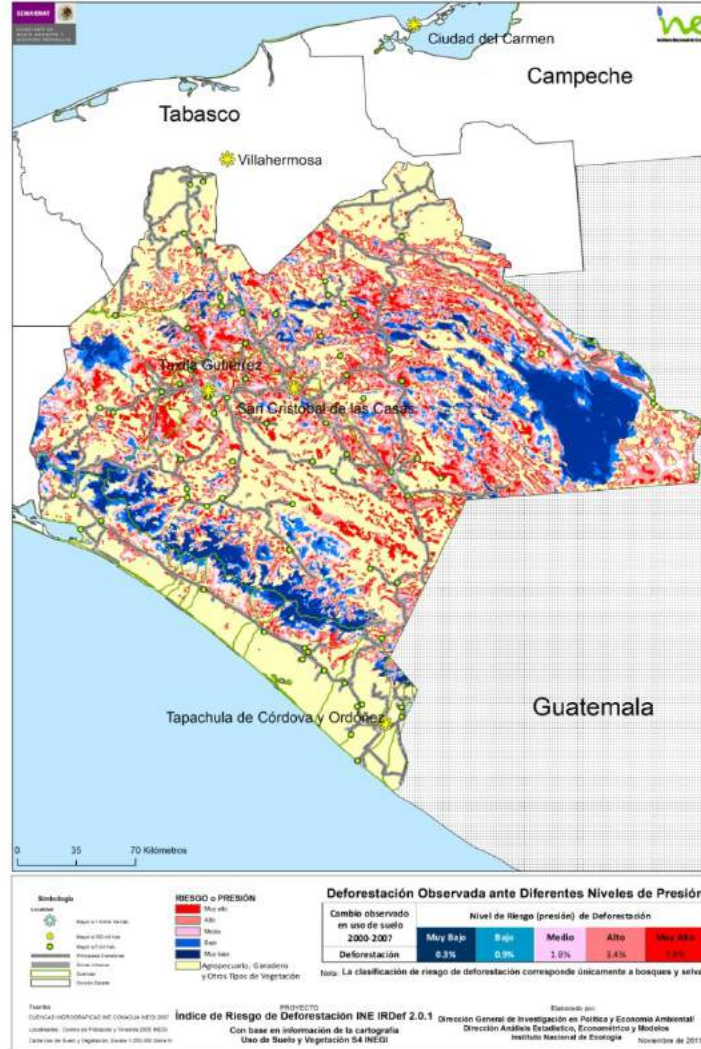 SEMARNAT
Ciudad del Carmen
Campeche
Tabasco
Villahermosa
Tuxtla Gutiérrez
San Cristobal de las Casas
Tapachula de Córdova y Ordóñez
Guatemala
0 35 70 Kilómetros
Simbología
RIESGO o PRESIÓN
Muy alto
Alto
Medio
Bajo
Muy bajo
Agropecuario, Ganadero
y Otros Tipos de Vegetación
Deforestación Observada ante Diferentes Niveles de Presión
Cambio observado
en uso de suelo
2000-2007
Nivel de Riesgo (presión) de Deforestación
Muy Bajo Bajo Medio Alto Muy Alto
Deforestación 0.3% 0.9% 1.8% 3.4%
Nota: La clasificación de riesgo de deforestación corresponde únicamente a bosques y selva
Fuentes
PROYECTO
Índice de Riesgo de Deforestación INE IRDef 2.0.1
Con base en información de la cartografía
Uso de Suelo y Vegetación S4 INEGI
Elaborado por:
Dirección General de Investigación en Política y Economía Ambiental/
Dirección Análisis Estadístico, Econométrico y Modelos
Instituto Nacional de Ecología
Noviembre de 2011